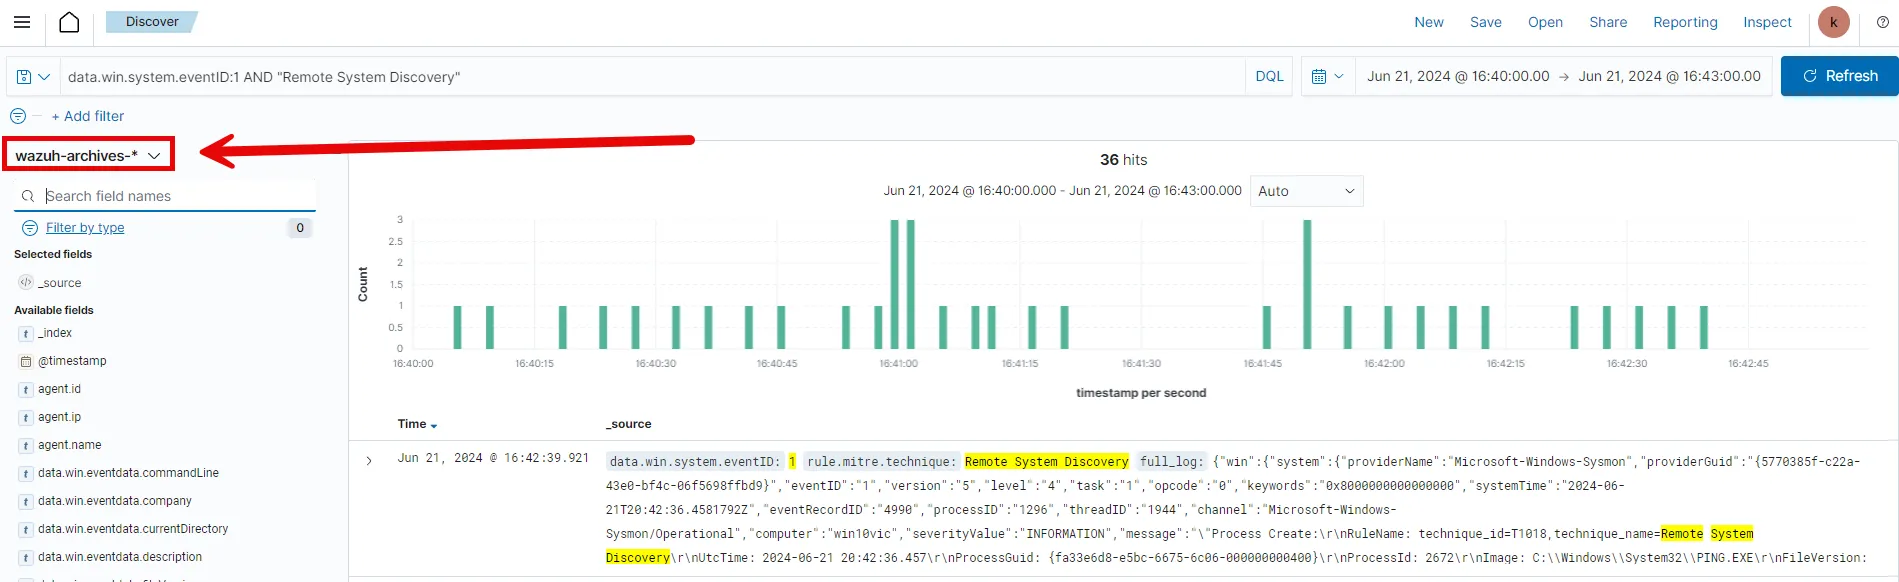 Discover
New Save Open Share Reporting Inspect k
data.win.system.eventID:1 AND "Remote System Discovery"
DQL
Jun 21, 2024 @ 16:40:00.00 → Jun 21, 2024 @ 16:43:00.00
Refresh
+ Add filter
wazuh-archives-*
Search field names
Filter by type 0
Selected fields
_source
Available fields
t _index
@timestamp
t agent.id
t agent.ip
t agent.name
t data.win.eventdata.commandLine
t data.win.eventdata.company
t data.win.eventdata.currentDirectory
t data.win.eventdata.description
36 hits
Jun 21, 2024 @ 16:40:00.000 - Jun 21, 2024 @ 16:43:00.000 Auto
Count
3
2.5
2
1.5
1
0.5
0
16:40:00 16:40:15 16:40:30 16:40:45 16:41:00 16:41:15 16:41:30 16:41:45 16:42:00 16:42:15 16:42:30 16:42:45
timestamp per second
Time _source
Jun 21, 2024 @ 16:42:39.921
data.win.system.eventID: 1 rule.mitre.technique: Remote System Discovery full_log: {"win":{"system":{"providerName":"Microsoft-Windows-Sysmon","providerGuid":"{5770385f-c22a-
43e0-bf4c-06f5698ffbd9}","eventID":"1","version":"5","level":"4","task":"1","opcode":"0","keywords":"0x8000000000000000","systemTime":"2024-06-
21T20:42:36.4581792Z","eventRecordID":"4990","processID":"1296","threadID":"1944","channel":"Microsoft-Windows-
Sysmon/Operational","computer":"win10vic","severityValue":"INFORMATION","message":"\"Process Create:\r\nRuleName: technique_id=T1018,technique_name=Remote System
Discovery\r\nUtcTime: 2024-06-21 20:42:36.457\r\nProcessGuid: {fa33e6d8-e5bc-6675-6c06-000000000400}\r\nProcessId: 2672\r\nImage: C:\\Windows\\System32\\PING.EXE\r\nFileVersion: